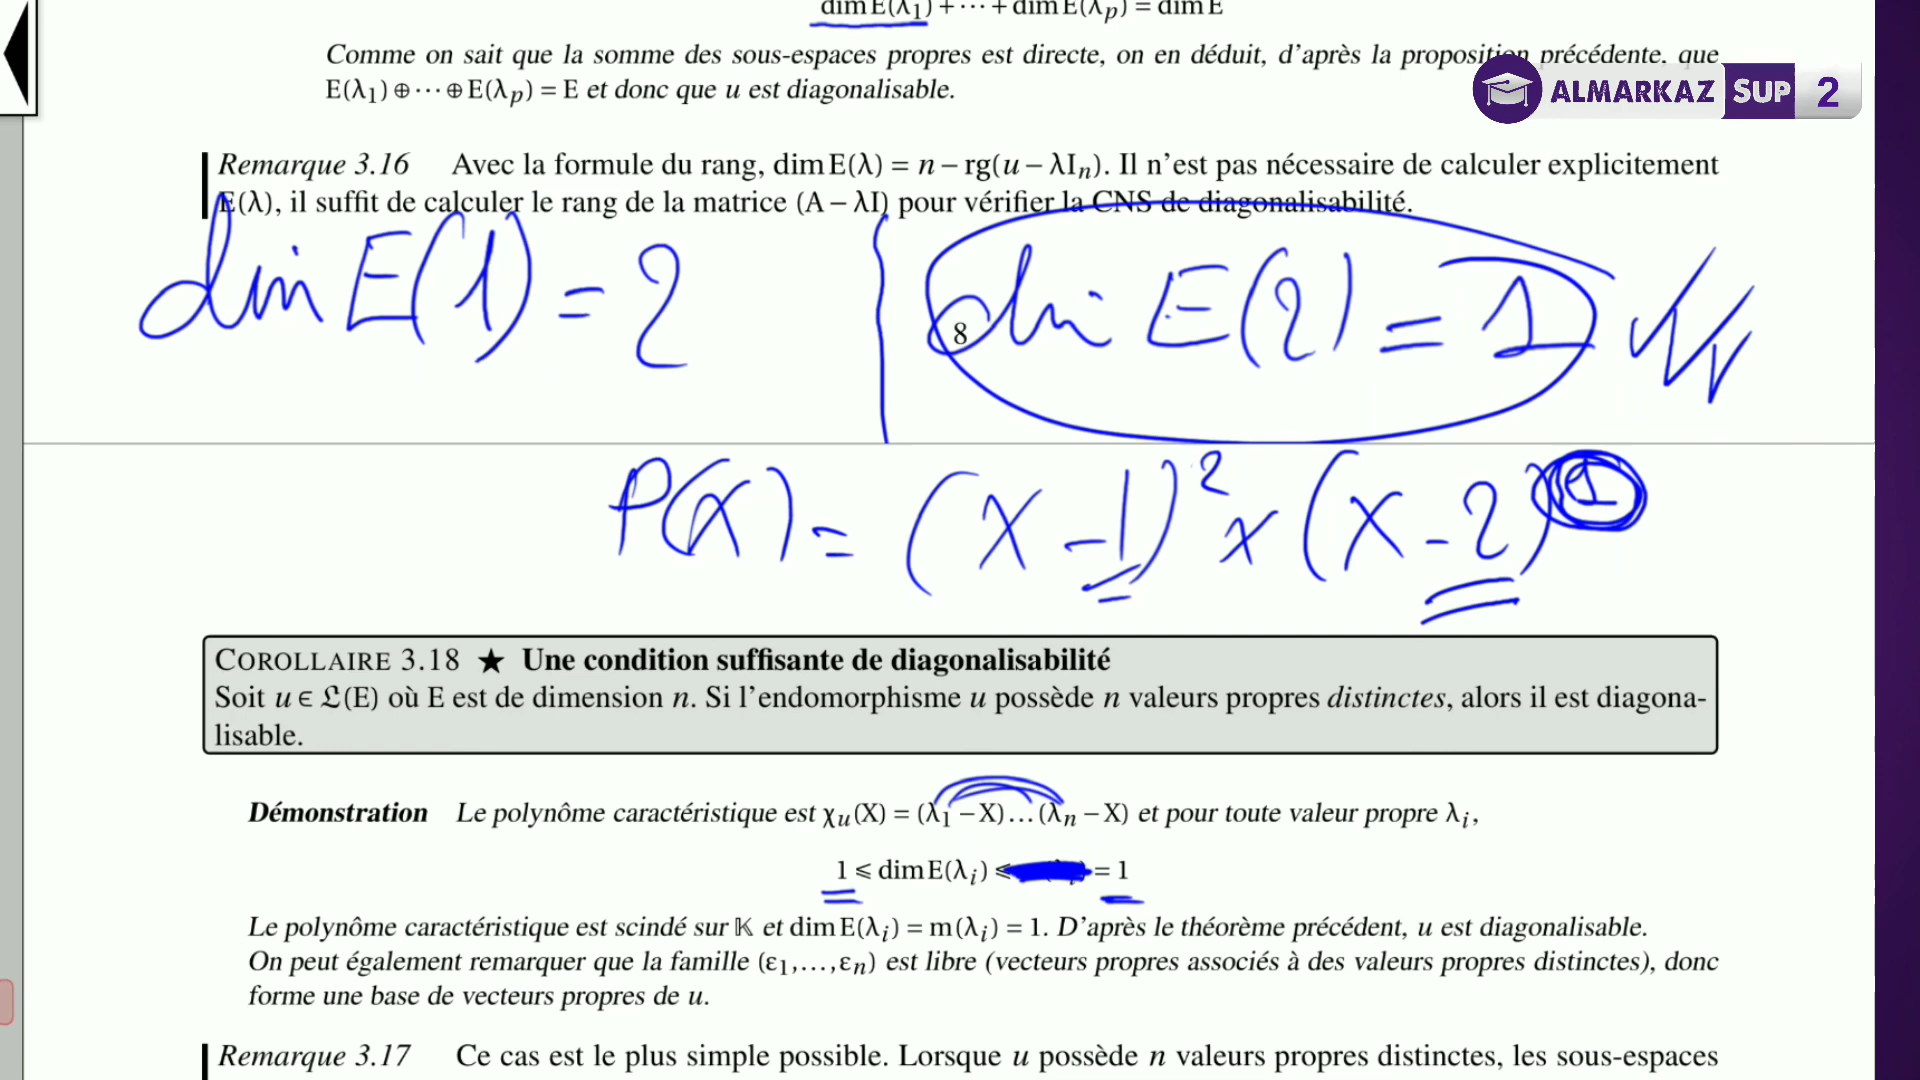 dim E(λ1) + ··· + dim E(λp) = dim E
Comme on sait que la somme des sous-espaces propres est directe, on en déduit, d'après la proposition précédente, que
E(λ1) ⊕ ··· ⊕ E(λp) = E et donc que u est diagonalisable.
ALMARKAZ SUP 2
Remarque 3.16 Avec la formule du rang, dim E(λ) = n − rg(u − λIn). Il n'est pas nécessaire de calculer explicitement
E(λ), il suffit de calculer le rang de la matrice (A − λI) pour vérifier la CNS de diagonalisabilité.
dim E(1) = 2
dim E(2) = 1
8
P(X) = (X − 1)² × (X − 2)¹
COROLLAIRE 3.18 ★ Une condition suffisante de diagonalisabilité
Soit u ∈ 𝔏(E) où E est de dimension n. Si l'endomorphisme u possède n valeurs propres distinctes, alors il est diagona-
lisable.
Démonstration Le polynôme caractéristique est χu(X) = (λ1 − X)...(λn − X) et pour toute valeur propre λi,
1 ⩽ dim E(λi) ⩽ = 1
Le polynôme caractéristique est scindé sur 𝕂 et dim E(λi) = m(λi) = 1. D'après le théorème précédent, u est diagonalisable.
On peut également remarquer que la famille (ε1,...,εn) est libre (vecteurs propres associés à des valeurs propres distinctes), donc
forme une base de vecteurs propres de u.
Remarque 3.17 Ce cas est le plus simple possible. Lorsque u possède n valeurs propres distinctes, les sous-espaces